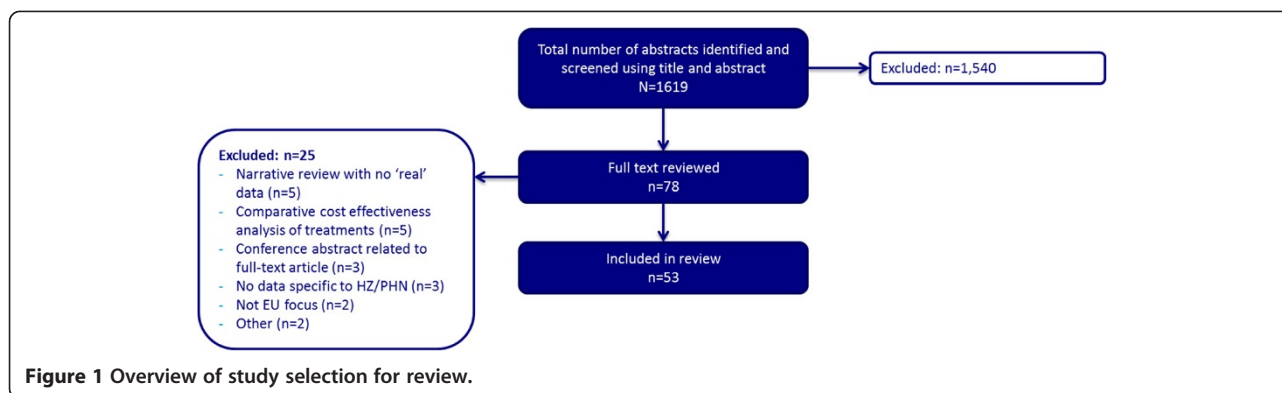 Total number of abstracts identified and
screened using title and abstract
N=1619
Excluded: n=1,540
Excluded: n=25
- Narrative review with no ‘real’
data (n=5)
- Comparative cost effectiveness
analysis of treatments (n=5)
- Conference abstract related to
full-text article (n=3)
- No data specific to HZ/PHN (n=3)
- Not EU focus (n=2)
- Other (n=2)
Full text reviewed
n=78
Included in review
n=53
Figure 1 Overview of study selection for review.